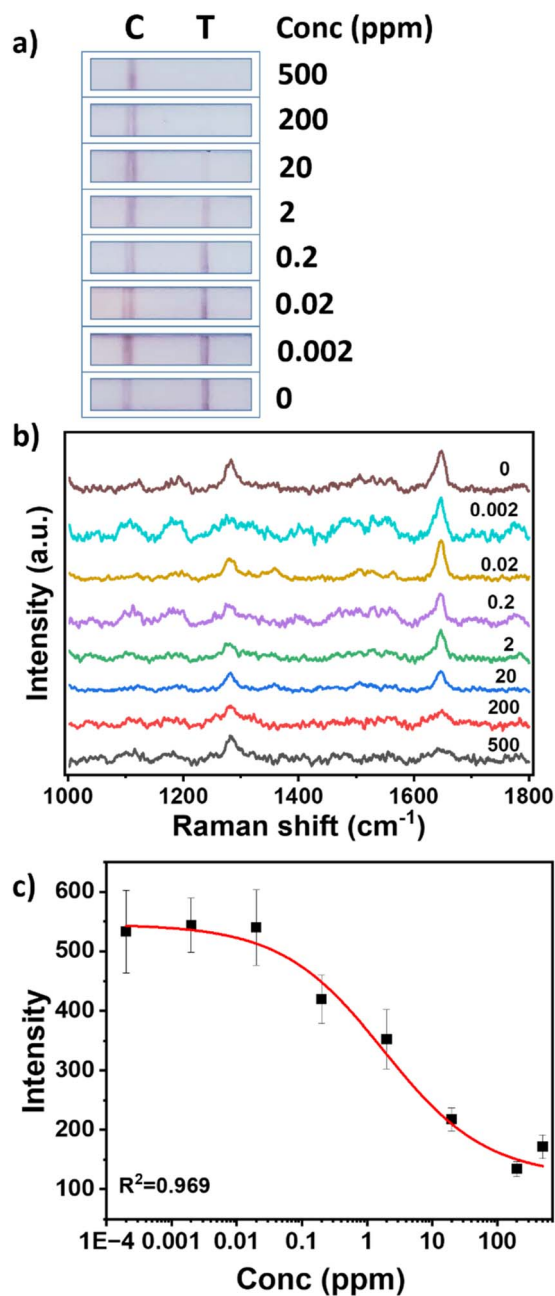 a) C T Conc (ppm)
500
200
20
2
0.2
0.02
0.002
0
b)
0
0.002
0.02
0.2
2
20
200
500
Intensity (a.u.)
1000 1200 1400 1600 1800
Raman shift (cm⁻¹)
c)
600
500
400
300
200
100
Intensity
R²=0.969
1E−4 0.001 0.01 0.1 1 10 100
Conc (ppm)